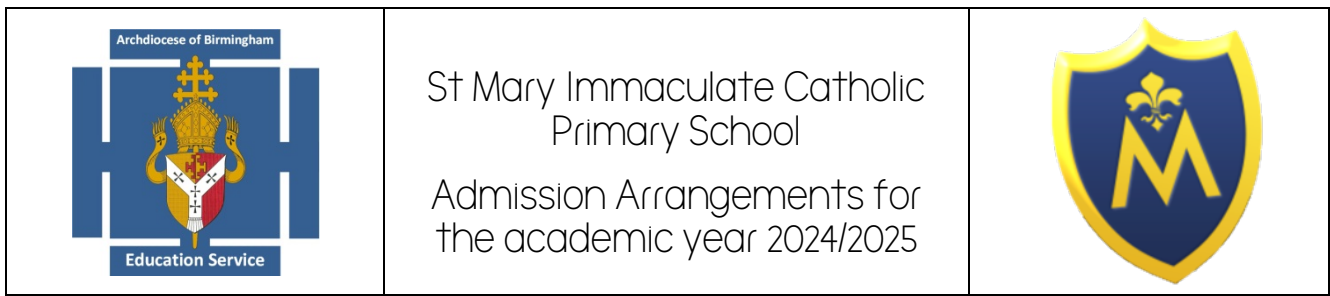 Archdiocese of Birmingham
Education Service
St Mary Immaculate Catholic
Primary School
Admission Arrangements for
the academic year 2024/2025
M